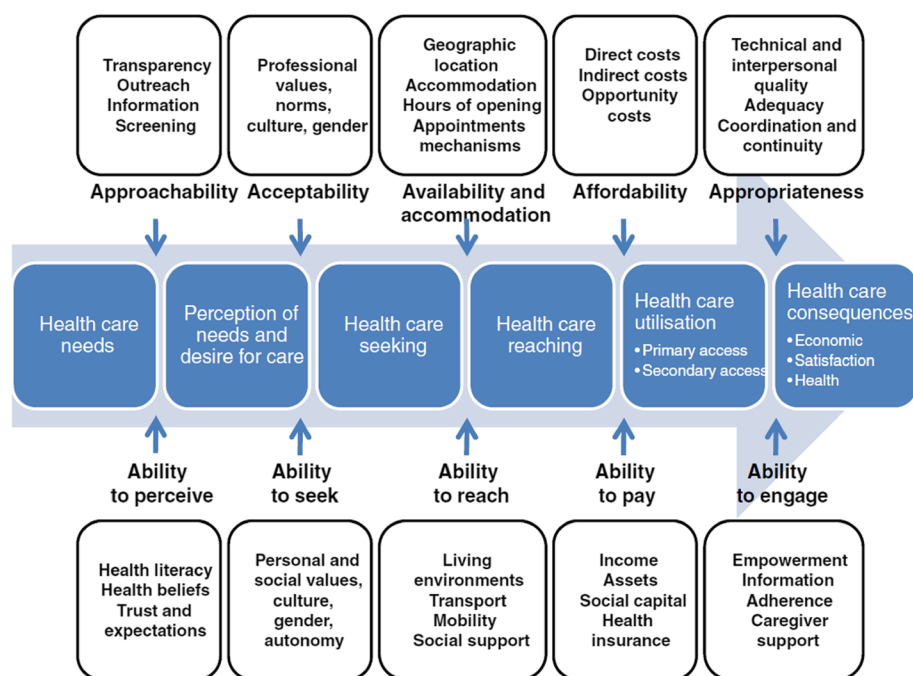 Transparency
Outreach
Information
Screening
Professional
values,
norms,
culture, gender
Geographic
location
Accommodation
Hours of opening
Appointments
mechanisms
Direct costs
Indirect costs
Opportunity
costs
Technical and
interpersonal
quality
Adequacy
Coordination and
continuity
Approachability
Acceptability
Availability and
accommodation
Affordability
Appropriateness
Health care
needs
Perception of
needs and
desire for care
Health care
seeking
Health care
reaching
Health care
utilisation
• Primary access
• Secondary access
Health care
consequences
• Economic
• Satisfaction
• Health
Ability
to perceive
Ability
to seek
Ability
to reach
Ability
to pay
Ability
to engage
Health literacy
Health beliefs
Trust and
expectations
Personal and
social values,
culture,
gender,
autonomy
Living
environments
Transport
Mobility
Social support
Income
Assets
Social capital
Health
insurance
Empowerment
Information
Adherence
Caregiver
support